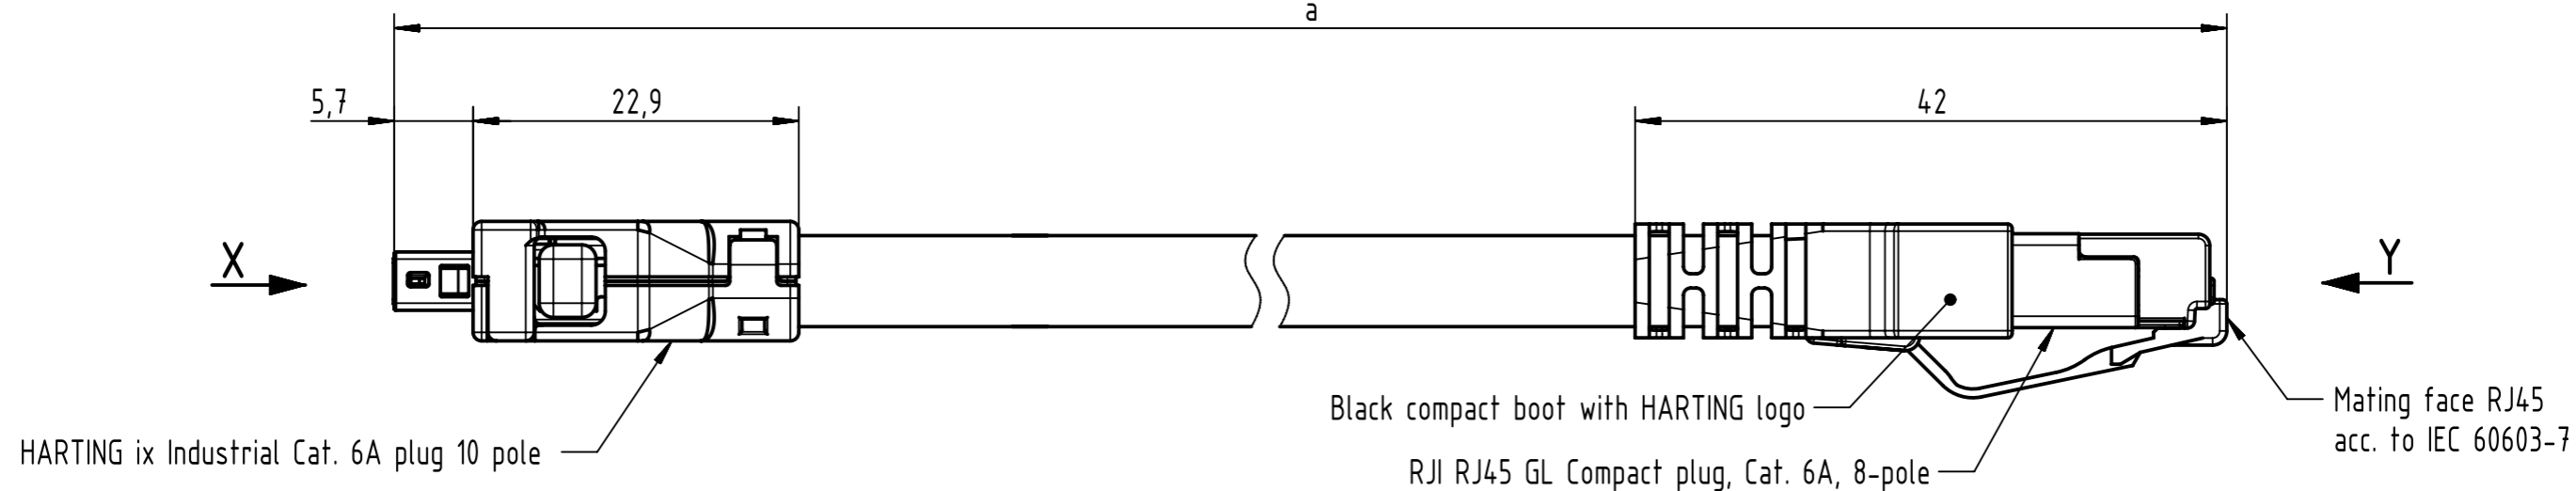 a
5,7
22,9
42
X
Y
Black compact boot with HARTING logo
Mating face RJ45
acc. to IEC 60603-7
HARTING ix Industrial Cat. 6A plug 10 pole
RJI RJ45 GL Compact plug, Cat. 6A, 8-pole